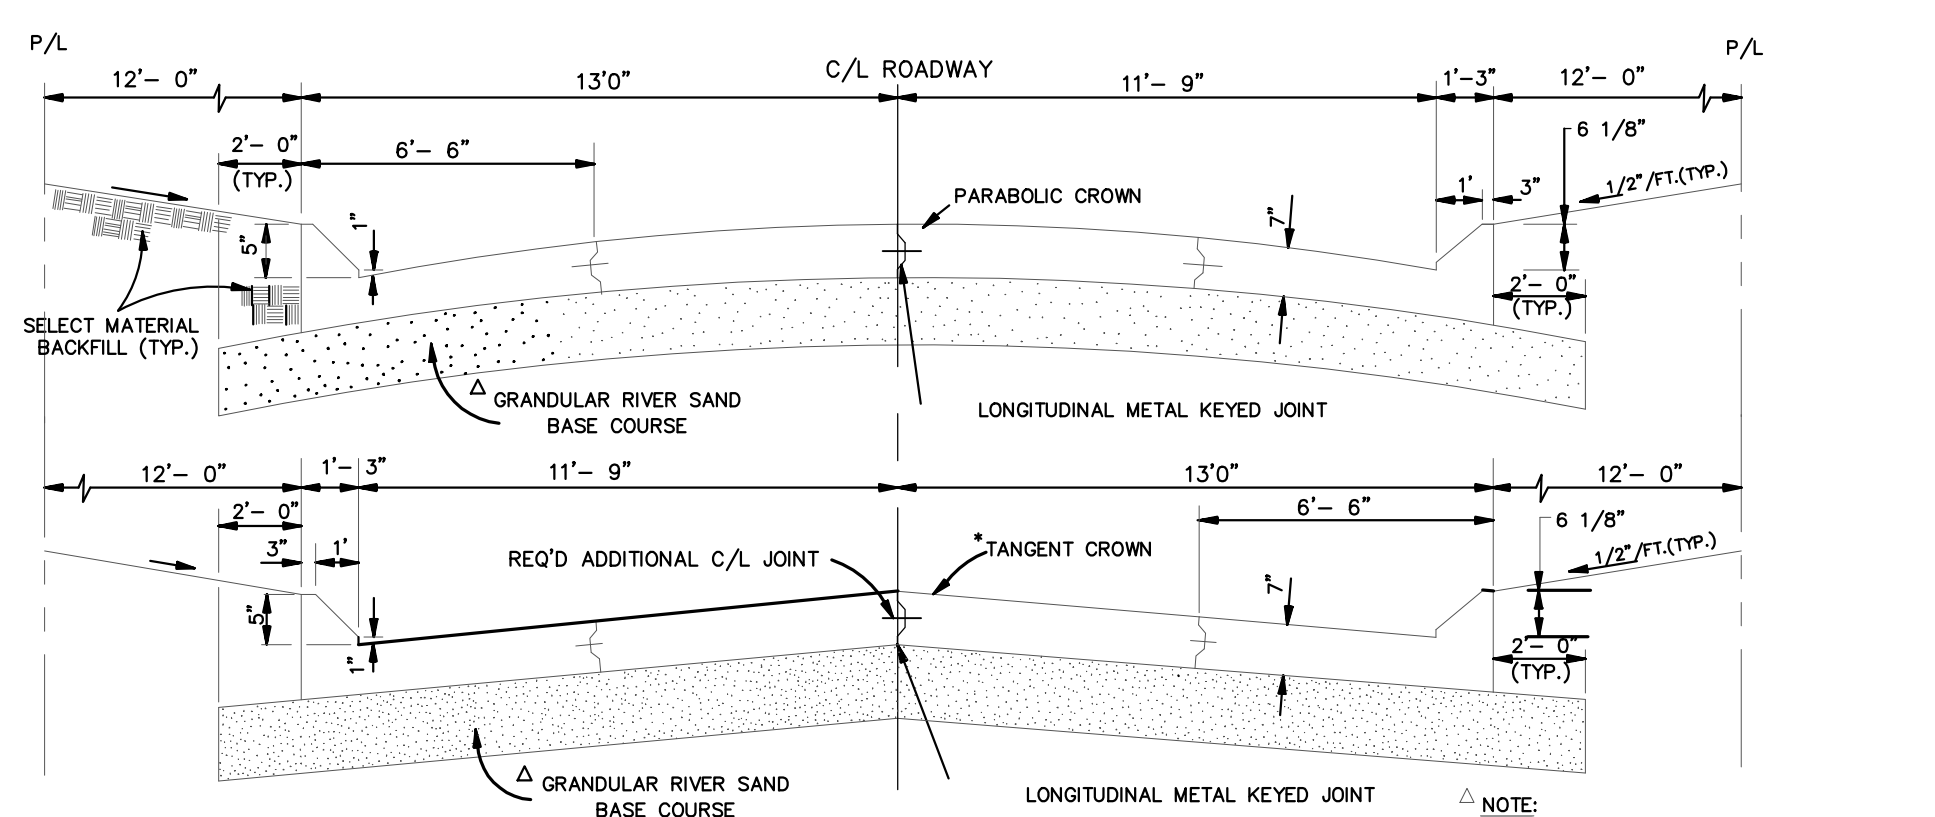 P/L
P/L
12'- 0"
13'0"
C/L ROADWAY
11'- 9"
1'-3"
12'- 0"
2'- 0"
(TYP.)
6'- 6"
6 1/8"
1'
3"
1/2"/FT.(TYP.)
PARABOLIC CROWN
1"
5"
7"
2'- 0"
(TYP.)
SELECT MATERIAL
BACKFILL (TYP.)
△ GRANDULAR RIVER SAND
BASE COURSE
LONGITUDINAL METAL KEYED JOINT
12'- 0"
1'- 3"
11'- 9"
13'0"
12'- 0"
2'- 0"
6'- 6"
6 1/8"
3"
1'
REQ'D ADDITIONAL C/L JOINT
*TANGENT CROWN
1/2"/FT.(TYP.)
5"
7"
1"
2'- 0"
(TYP.)
△ GRANDULAR RIVER SAND
BASE COURSE
LONGITUDINAL METAL KEYED JOINT
△ NOTE: